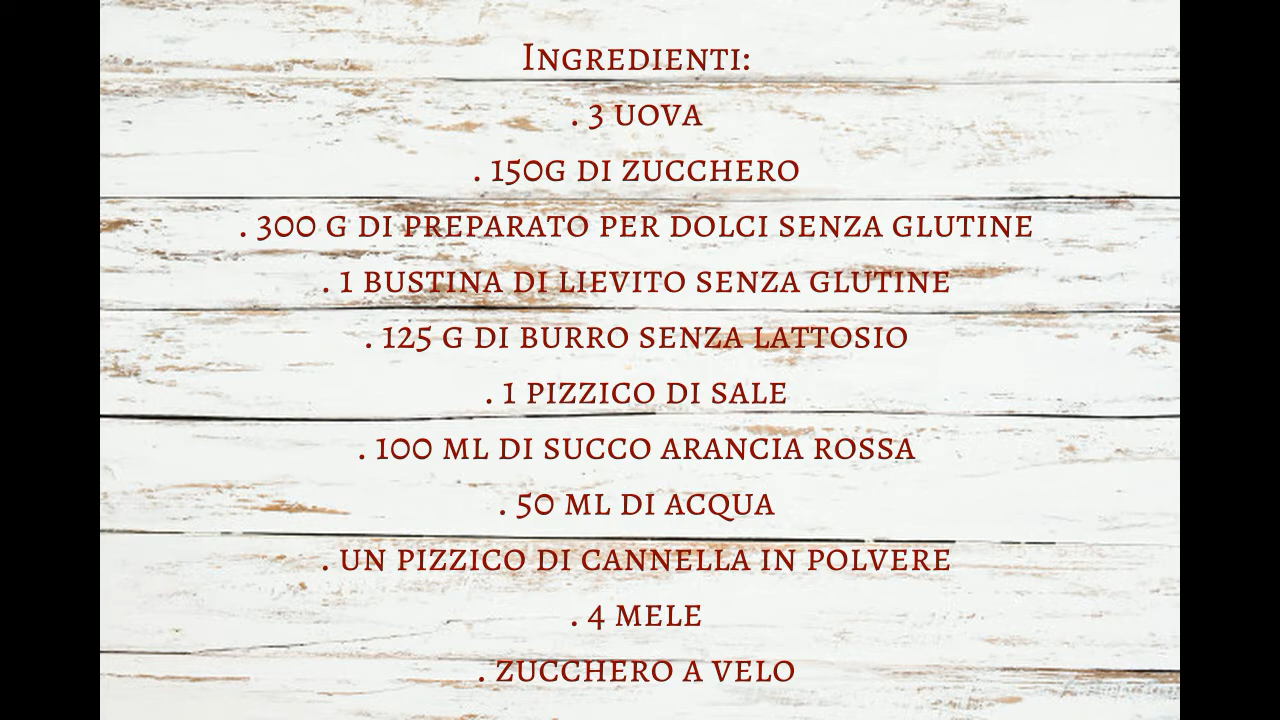 Ingredienti:
. 3 uova
. 150g di zucchero
. 300 g di preparato per dolci senza glutine
. 1 bustina di lievito senza glutine
. 125 g di burro senza lattosio
. 1 pizzico di sale
. 100 ml di succo arancia rossa
. 50 ml di acqua
. un pizzico di cannella in polvere
. 4 mele
. zucchero a velo